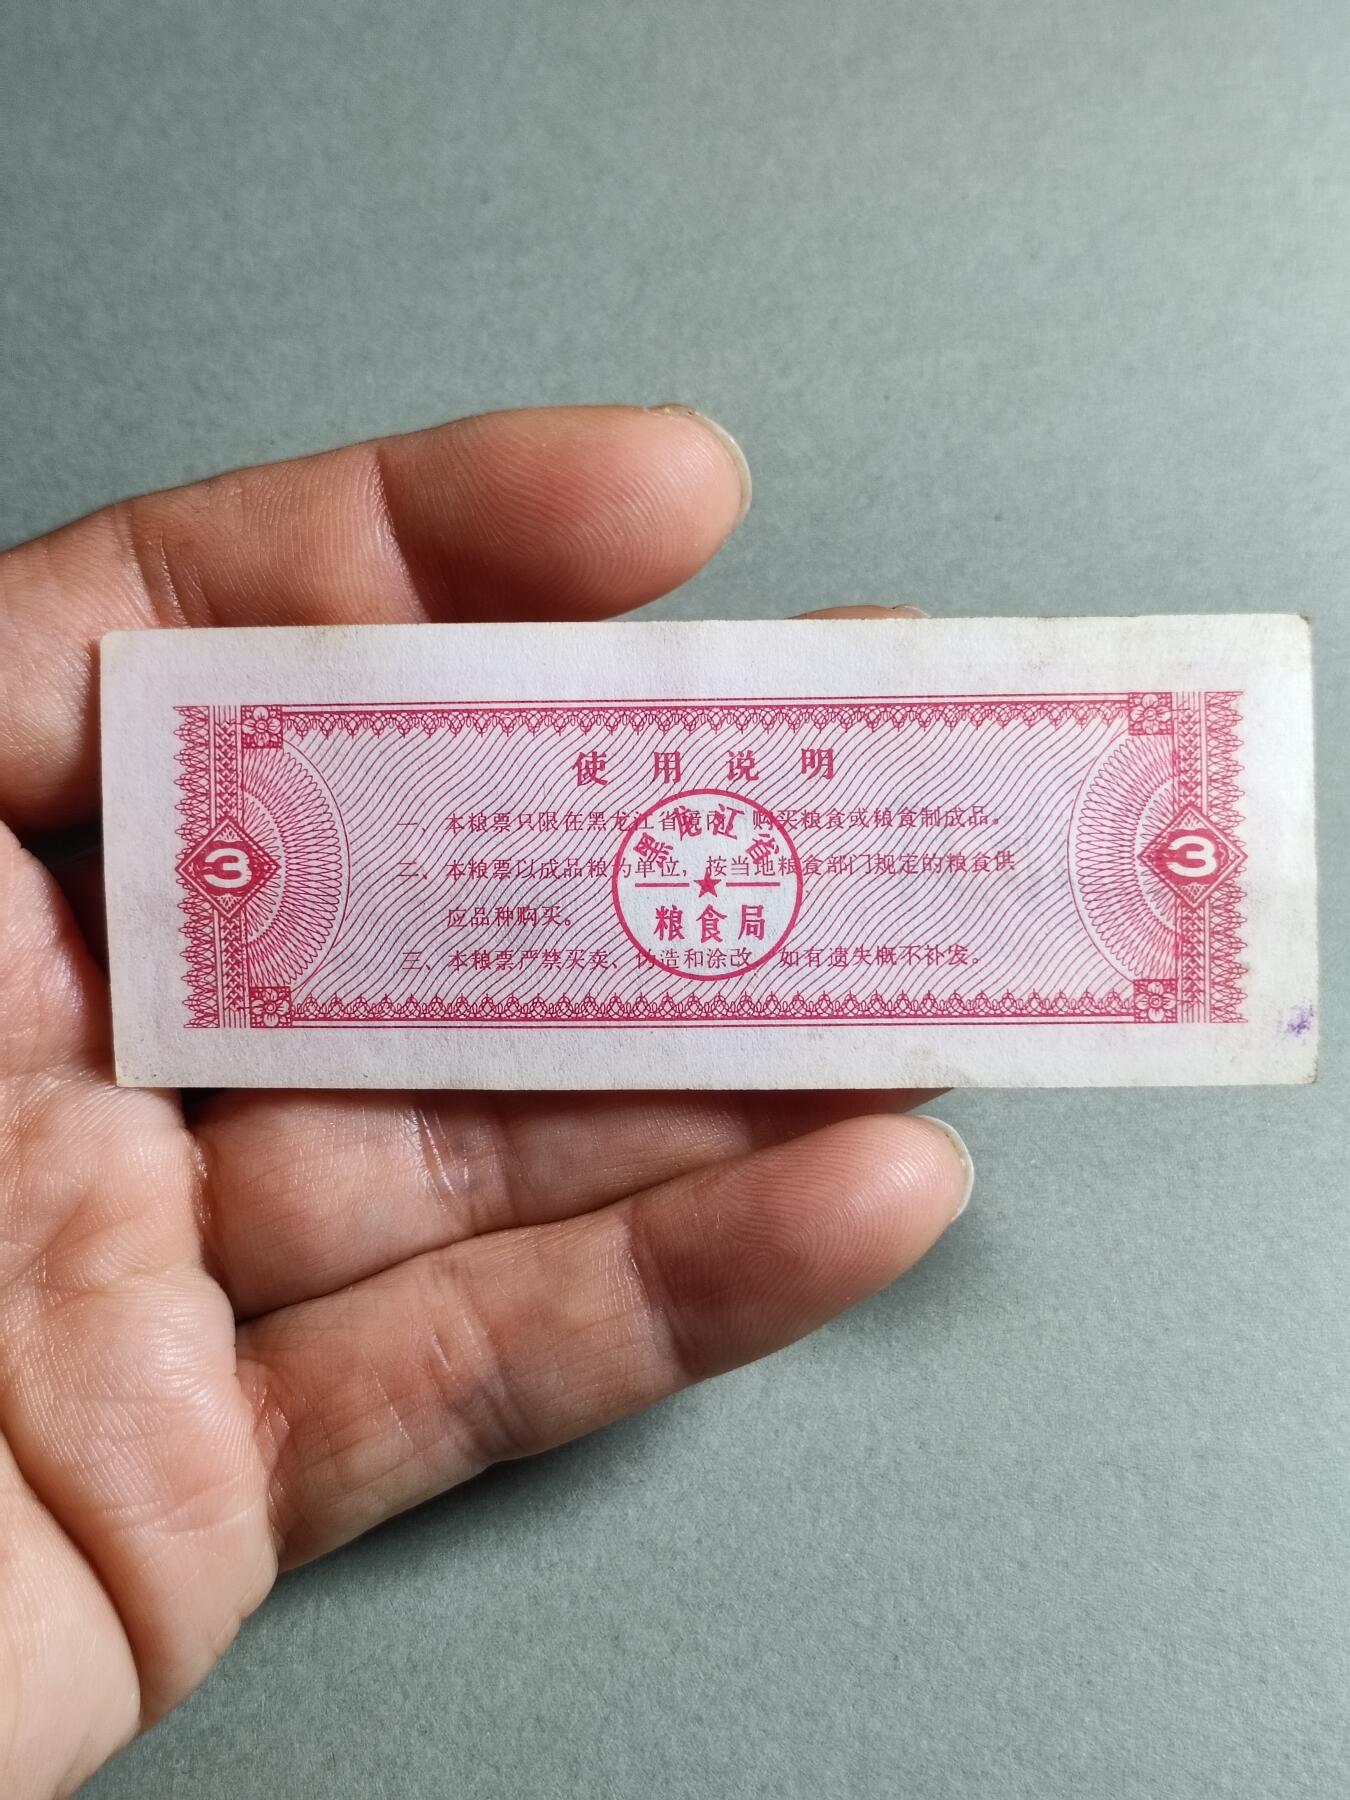 使用说明
一、本粮票只限在黑龙江省境内，购买粮食或粮食制成品。
二、本粮票以成品粮为单位，按当地粮食部门规定的粮食供
应品种购买。
三、本粮票严禁买卖、伪造和涂改，如有遗失概不补发。
黑龙江省
粮食局
3
3